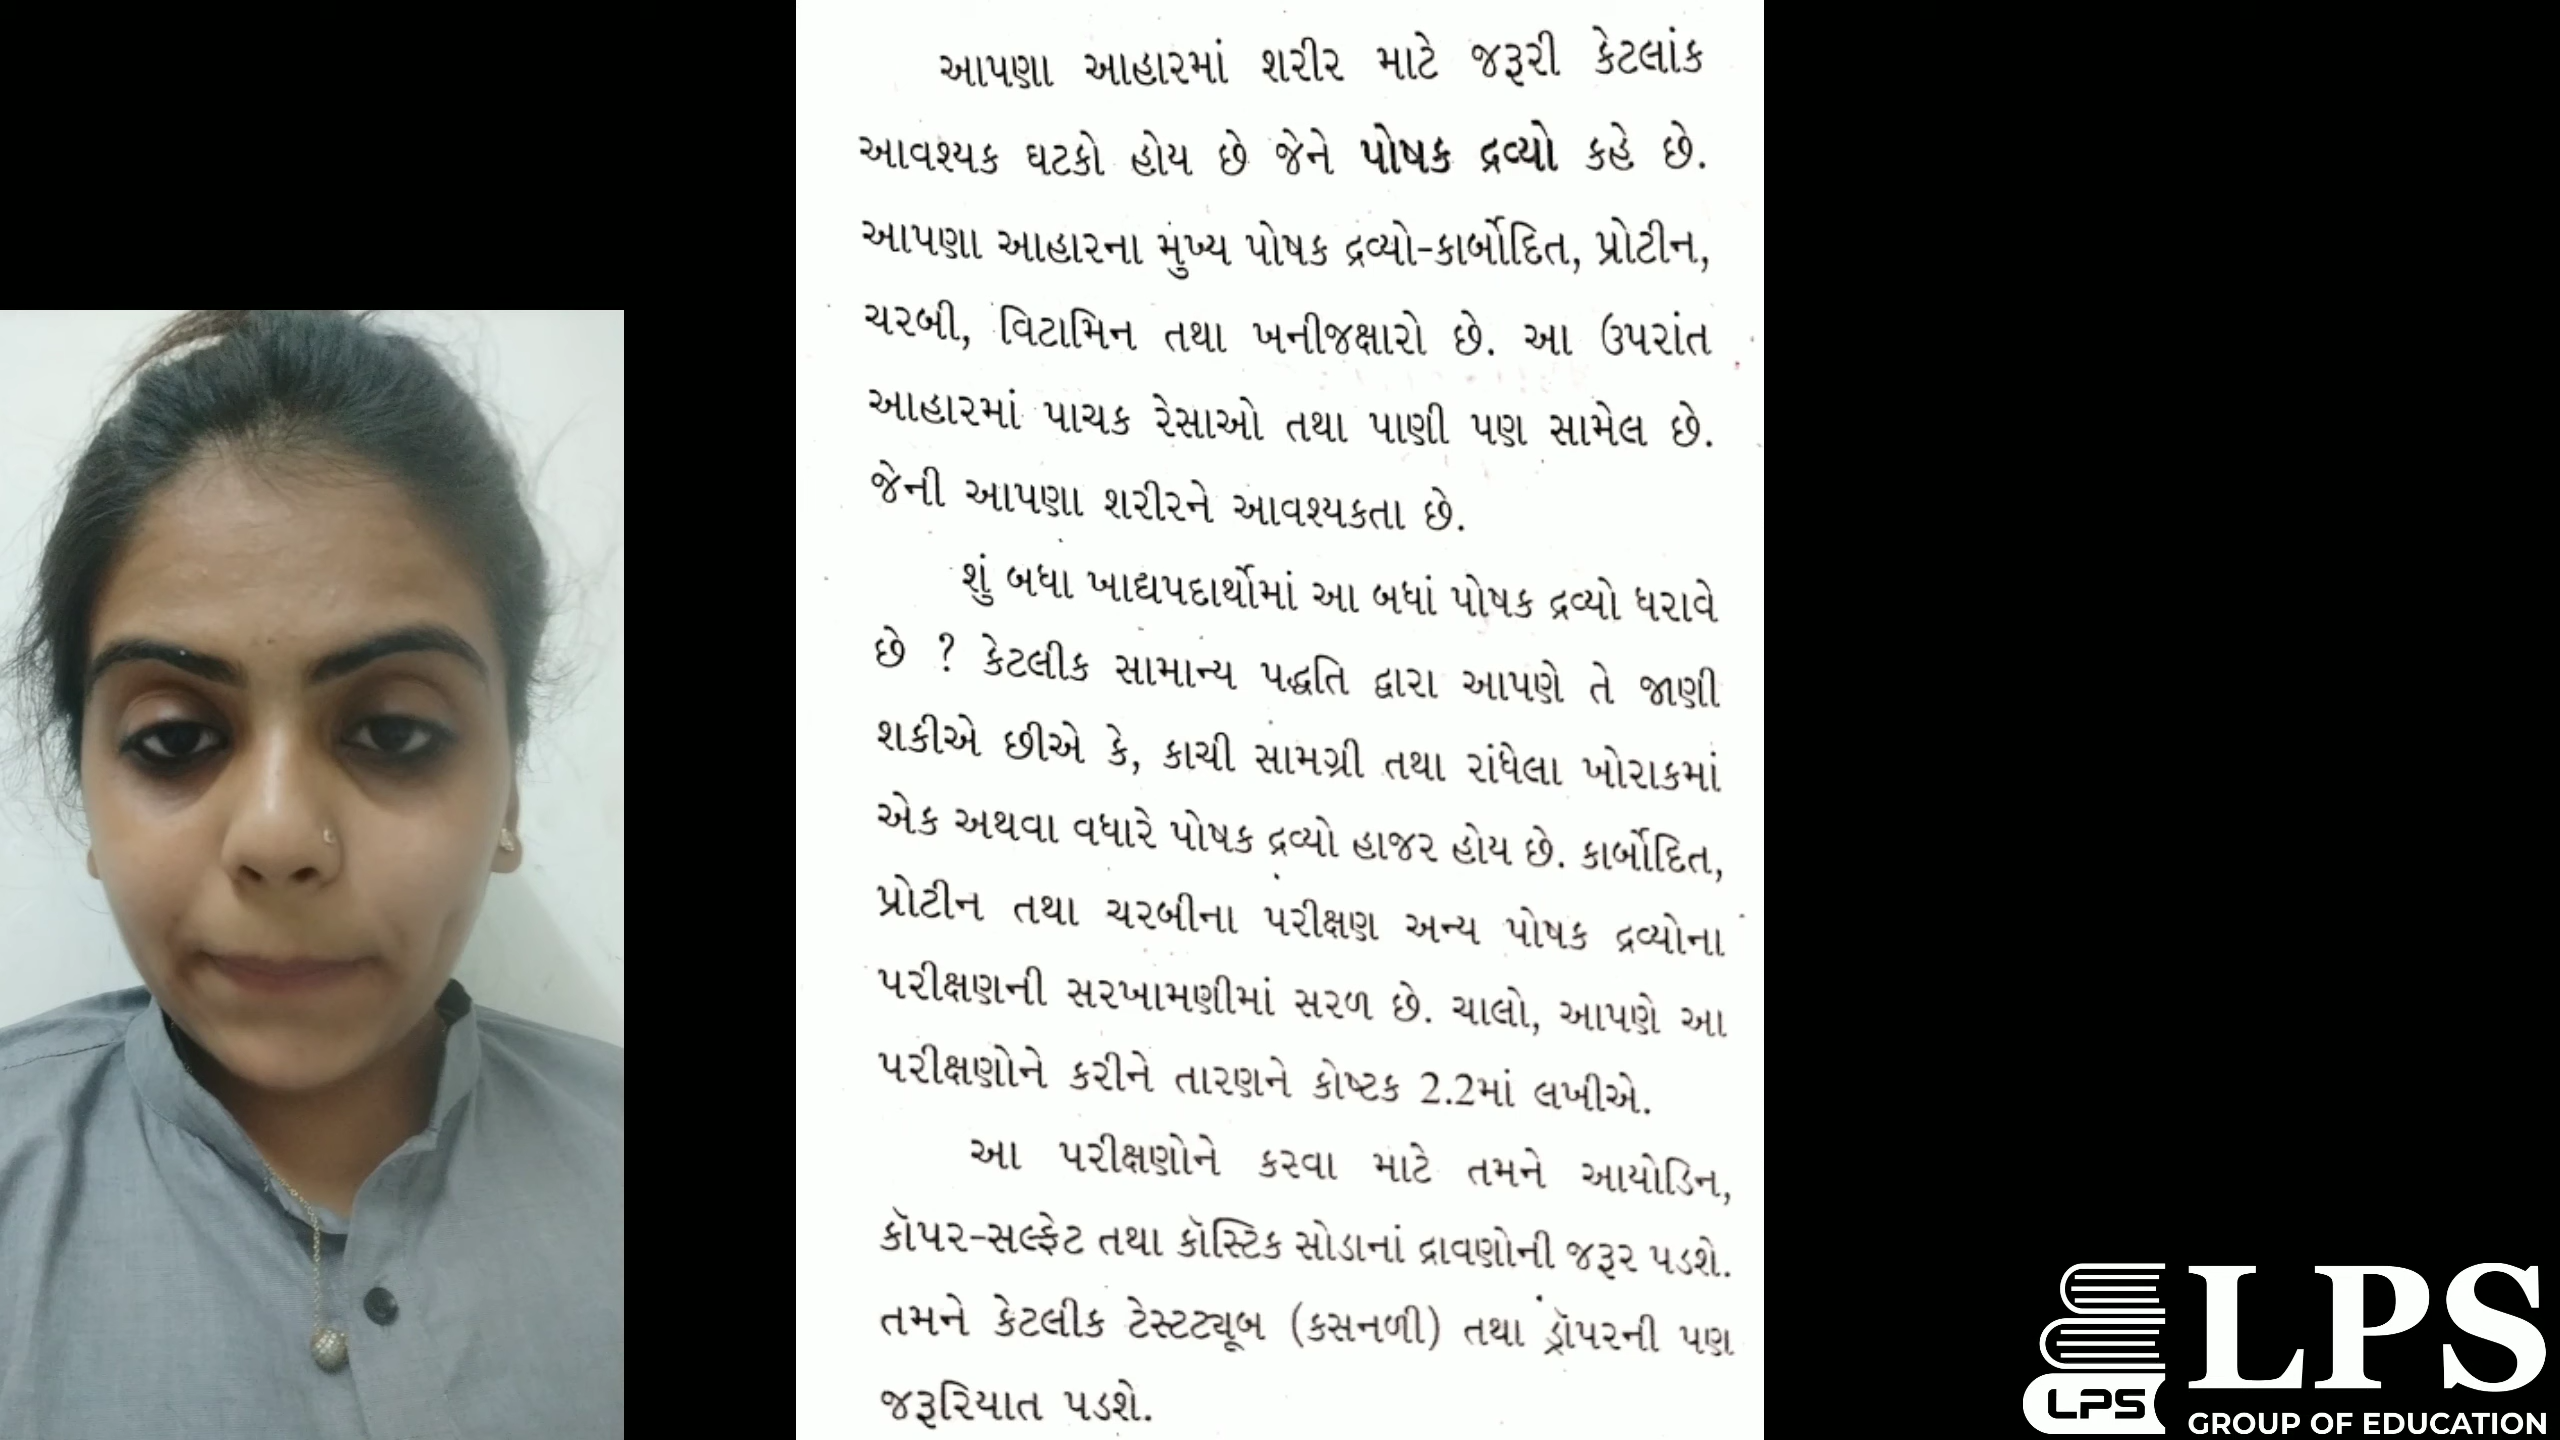 આપણા આહારમાં શરીર માટે જરૂરી કેટલાંક
આવશ્યક ઘટકો હોય છે જેને પોષક દ્રવ્યો કહે છે.
આપણા આહારના મુખ્ય પોષક દ્રવ્યો-કાર્બોદિત, પ્રોટીન,
ચરબી, વિટામિન તથા ખનીજક્ષારો છે. આ ઉપરાંત
આહારમાં પાચક રેસાઓ તથા પાણી પણ સામેલ છે.
જેની આપણા શરીરને આવશ્યકતા છે.
શું બધા ખાદ્યપદાર્થોમાં આ બધાં પોષક દ્રવ્યો ધરાવે
છે ? કેટલીક સામાન્ય પદ્ધતિ દ્વારા આપણે તે જાણી
શકીએ છીએ કે, કાચી સામગ્રી તથા રાંધેલા ખોરાકમાં
એક અથવા વધારે પોષક દ્રવ્યો હાજર હોય છે. કાર્બોદિત,
પ્રોટીન તથા ચરબીના પરીક્ષણ અન્ય પોષક દ્રવ્યોના
પરીક્ષણની સરખામણીમાં સરળ છે. ચાલો, આપણે આ
પરીક્ષણોને કરીને તારણને કોષ્ટક 2.2માં લખીએ.
આ પરીક્ષણોને કરવા માટે તમને આયોડિન,
કૉપર-સલ્ફેટ તથા કૉસ્ટિક સોડાનાં દ્રાવણોની જરૂર પડશે.
તમને કેટલીક ટેસ્ટટ્યૂબ (કસનળી) તથા ડ્રૉપરની પણ
જરૂરિયાત પડશે.
LPS
LPS
GROUP OF EDUCATION